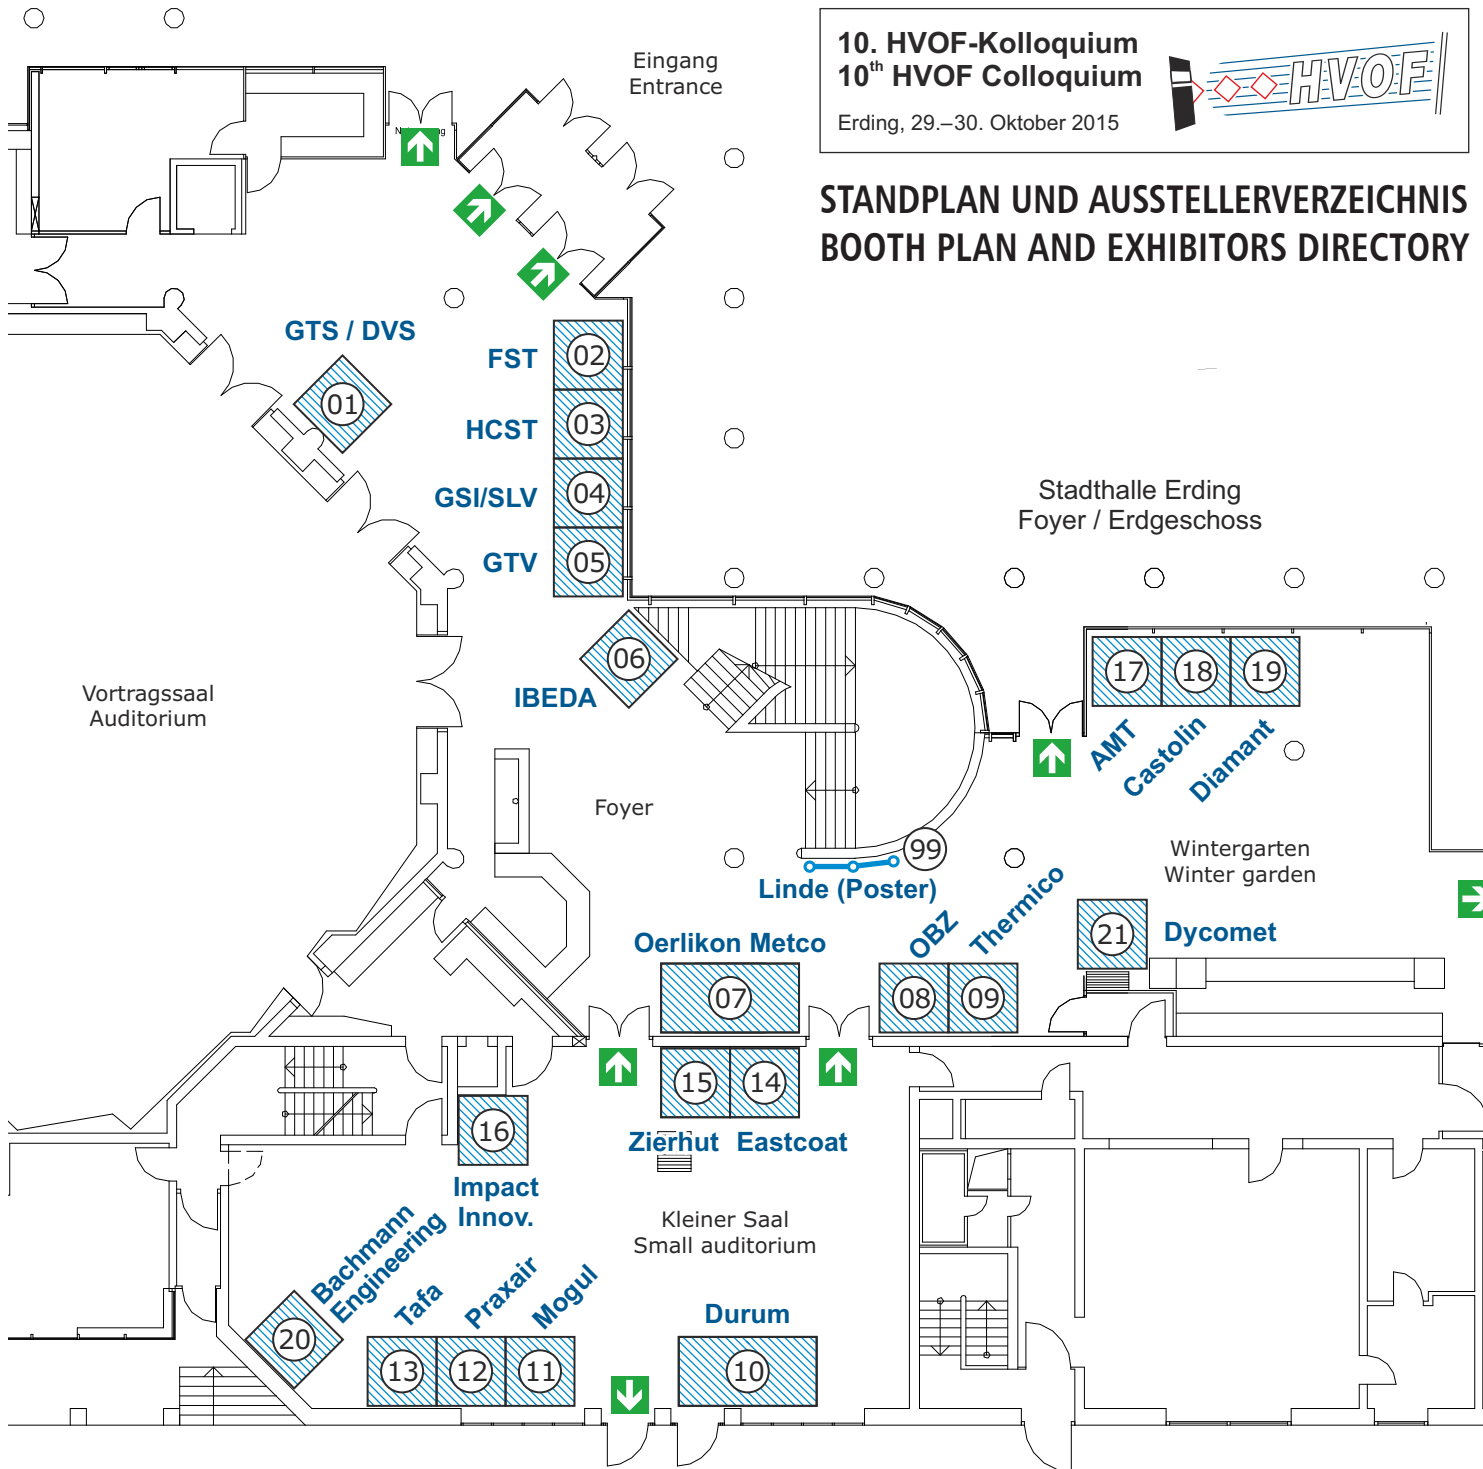 10. HVOF-Kolloquium
10th HVOF Colloquium
Erding, 29.–30. Oktober 2015
HVOF
STANDPLAN UND AUSSTELLERVERZEICHNIS
BOOTH PLAN AND EXHIBITORS DIRECTORY
Eingang
Entrance
GTS / DVS
01
FST
02
HCST
03
GSI/SLV
04
GTV
05
Stadthalle Erding
Foyer / Erdgeschoss
06
IBEDA
Vortragssaal
Auditorium
17
18
19
AMT
Castolin
Diamant
Foyer
99
Linde (Poster)
Wintergarten
Winter garden
Oerlikon Metco
07
OBZ
08
Thermico
09
21
Dycomet
15
14
Zierhut
Eastcoat
16
Impact
Innov.
Kleiner Saal
Small auditorium
Bachmann
Engineering
20
Tafa
13
Praxair
12
Mogul
11
Durum
10